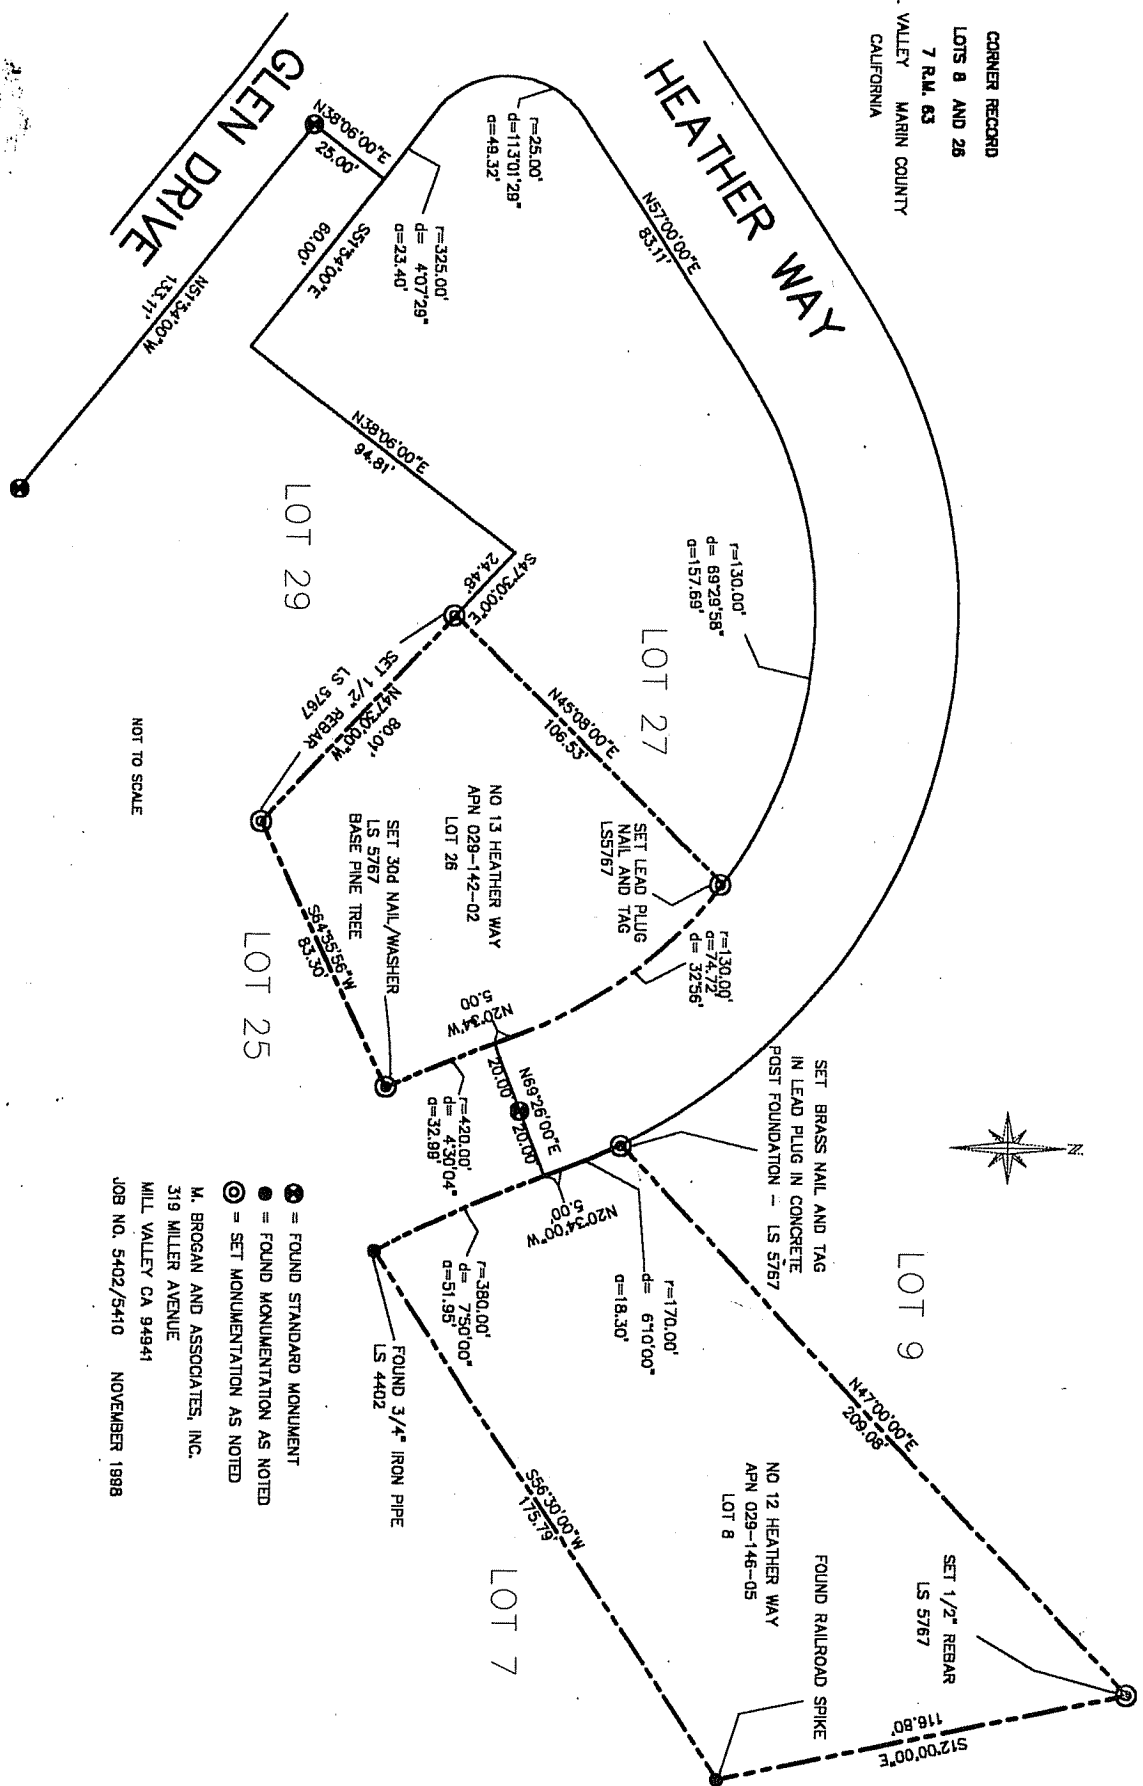 CORNER RECORD
LOTS 8 AND 26
7 R.M. 63
VALLEY MARIN COUNTY
CALIFORNIA
HEATHER WAY
GLEN DRIVE
N38°06'00"E
25.00'
r=25.00'
d=113°01'29"
a=49.32'
r=325.00'
d= 4°07'29"
a=23.40'
S51°54'00"E
60.00'
N51°54'00"W
133.11'
N57°00'00"E
83.11'
N38°06'00"E
94.81'
LOT 29
S47°30'00"E
24.48'
r=130.00'
d= 69°29'58"
a=157.69'
LOT 27
N45°08'00"E
106.53'
SET 1/2" REBAR
LS 5767
N47°30'00"W
80.01'
NOT TO SCALE
NO 13 HEATHER WAY
APN 029-142-02
LOT 26
SET LEAD PLUG
NAIL AND TAG
LS5767
SET 30d NAIL/WASHER
LS 5767
BASE PINE TREE
S64°55'56"W
83.30'
LOT 25
r=130.00'
a=74.72'
d= 32°56'
N20°34'W
5.00
N69°26'00"E
20.00'
20.00'
r=420.00'
d= 4°30'04"
a=32.99'
SET BRASS NAIL AND TAG
IN LEAD PLUG IN CONCRETE
POST FOUNDATION - LS 5767
N
N20°34'00"W
5.00'
r=170.00'
d= 6°10'00"
a=18.30'
r=380.00'
d= 7°50'00"
a=51.95'
LOT 9
N47°00'00"E
209.08'
FOUND 3/4" IRON PIPE
LS 4402
S56°30'00"W
175.79'
LOT 7
NO 12 HEATHER WAY
APN 029-146-05
LOT 8
FOUND RAILROAD SPIKE
SET 1/2" REBAR
LS 5767
S12°00'00"E
116.80'
= FOUND STANDARD MONUMENT
= FOUND MONUMENTATION AS NOTED
= SET MONUMENTATION AS NOTED
M. BROGAN AND ASSOCIATES, INC.
319 MILLER AVENUE
MILL VALLEY CA 94941
JOB NO. 5402/5410 NOVEMBER 1998